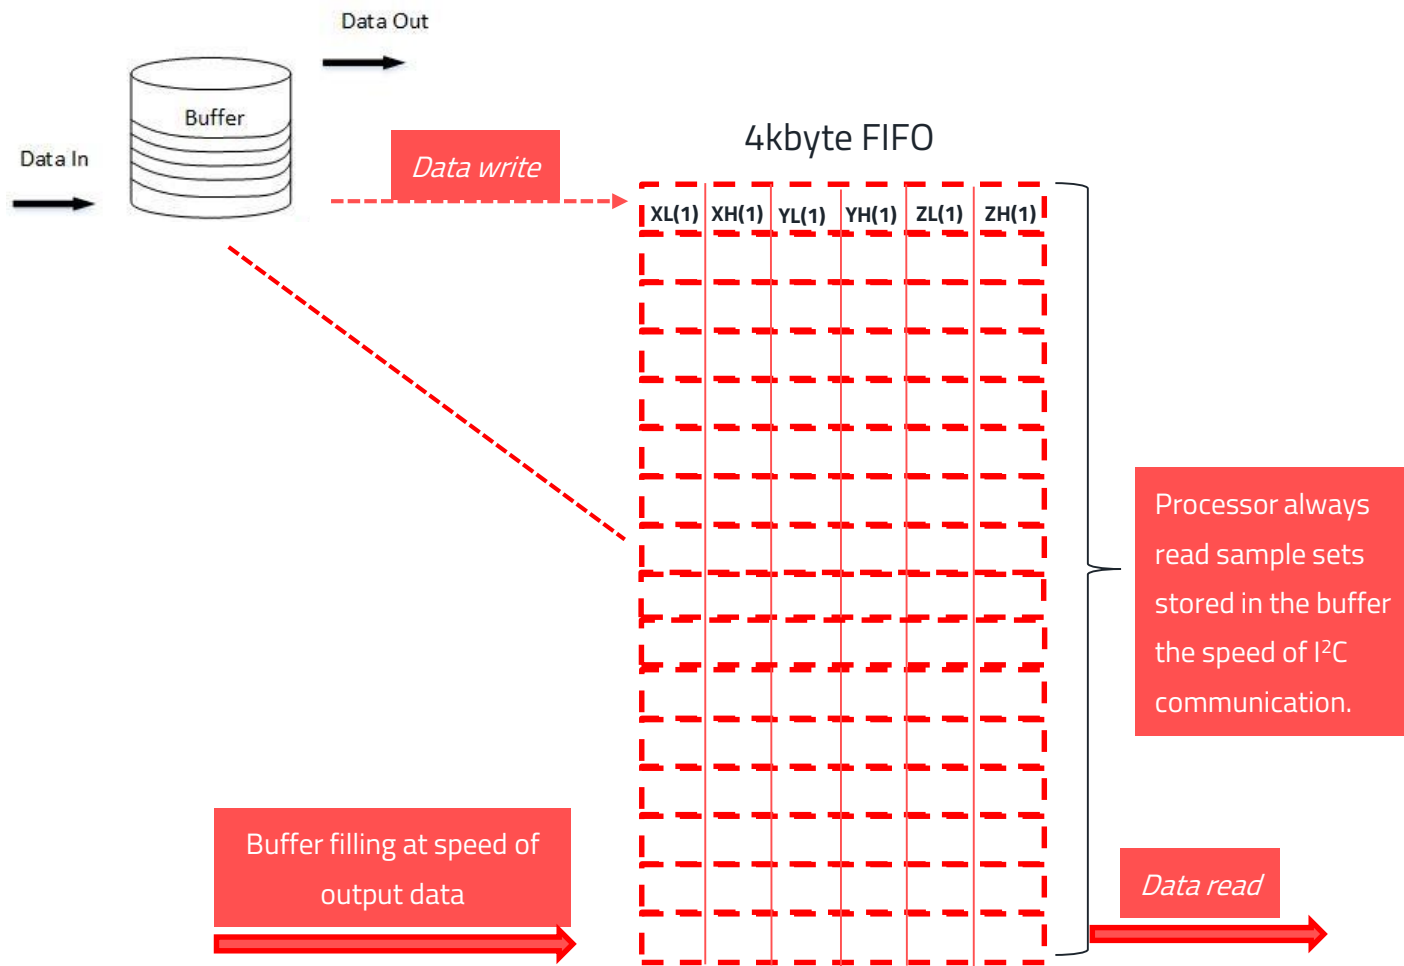 Data Out
Buffer
Data In
Data write
4kbyte FIFO
XL(1) XH(1) YL(1) YH(1) ZL(1) ZH(1)
Processor always
read sample sets
stored in the buffer
the speed of I²C
communication.
Buffer filling at speed of
output data
Data read